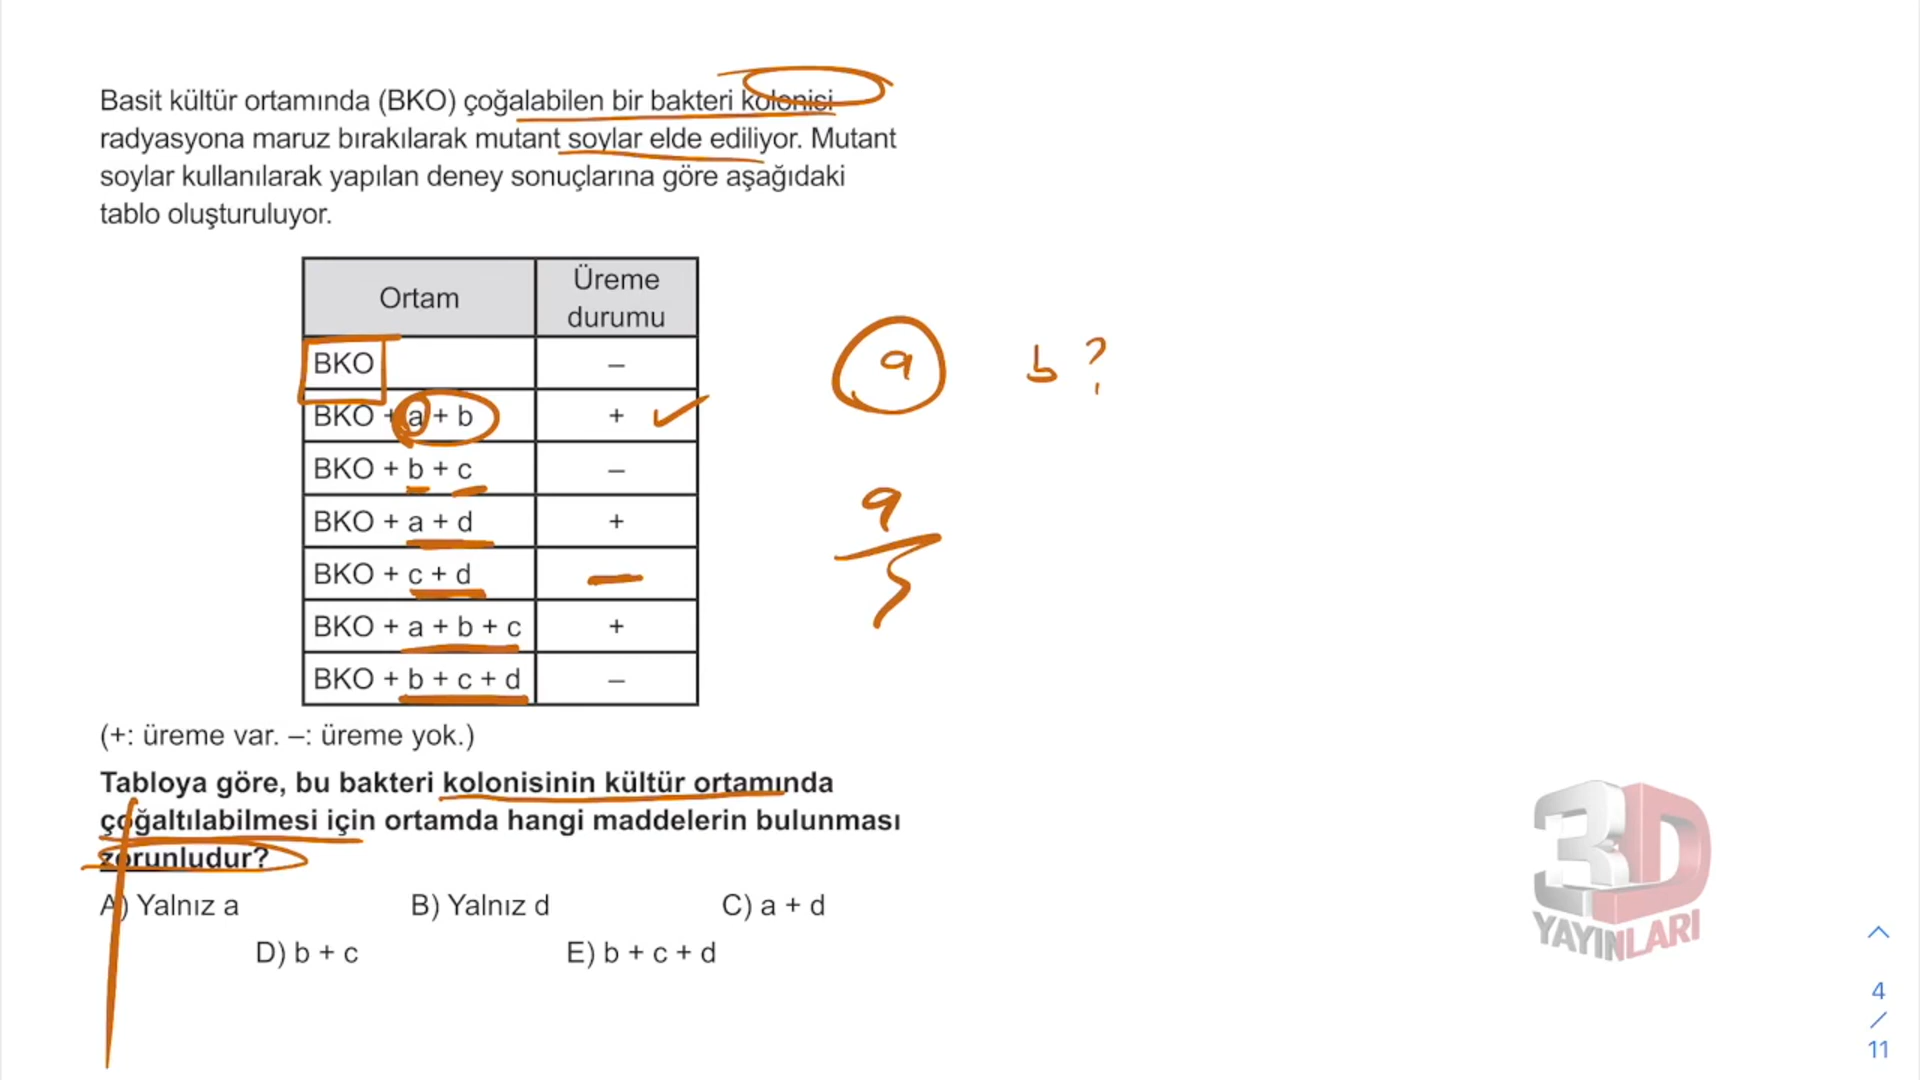 Basit kültür ortamında (BKO) çoğalabilen bir bakteri kolonisi
radyasyona maruz bırakılarak mutant soylar elde ediliyor. Mutant
soylar kullanılarak yapılan deney sonuçlarına göre aşağıdaki
tablo oluşturuluyor.
Ortam Üreme durumu
BKO –
BKO + a + b +
BKO + b + c –
BKO + a + d +
BKO + c + d –
BKO + a + b + c +
BKO + b + c + d –
(+: üreme var. –: üreme yok.)
Tabloya göre, bu bakteri kolonisinin kültür ortamında
çoğaltılabilmesi için ortamda hangi maddelerin bulunması
zorunludur?
A) Yalnız a B) Yalnız d C) a + d
D) b + c E) b + c + d
a b ?
a
3D
YAYINLARI
4
/
11